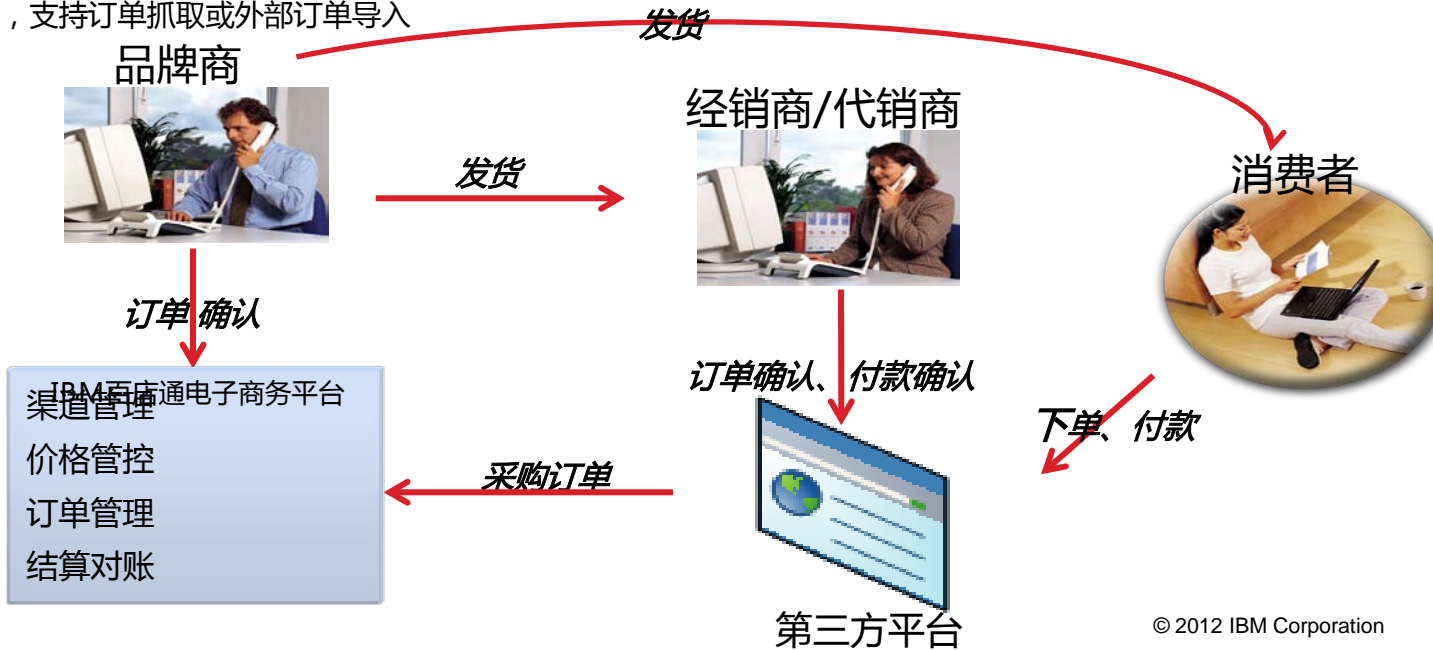 ，支持订单抓取或外部订单导入
发货
品牌商
经销商/代销商
消费者
发货
订单 确认
订单确认、付款确认
下单、付款
IBM百店通电子商务平台
渠道管理
价格管控
订单管理
结算对账
采购订单
第三方平台
© 2012 IBM Corporation